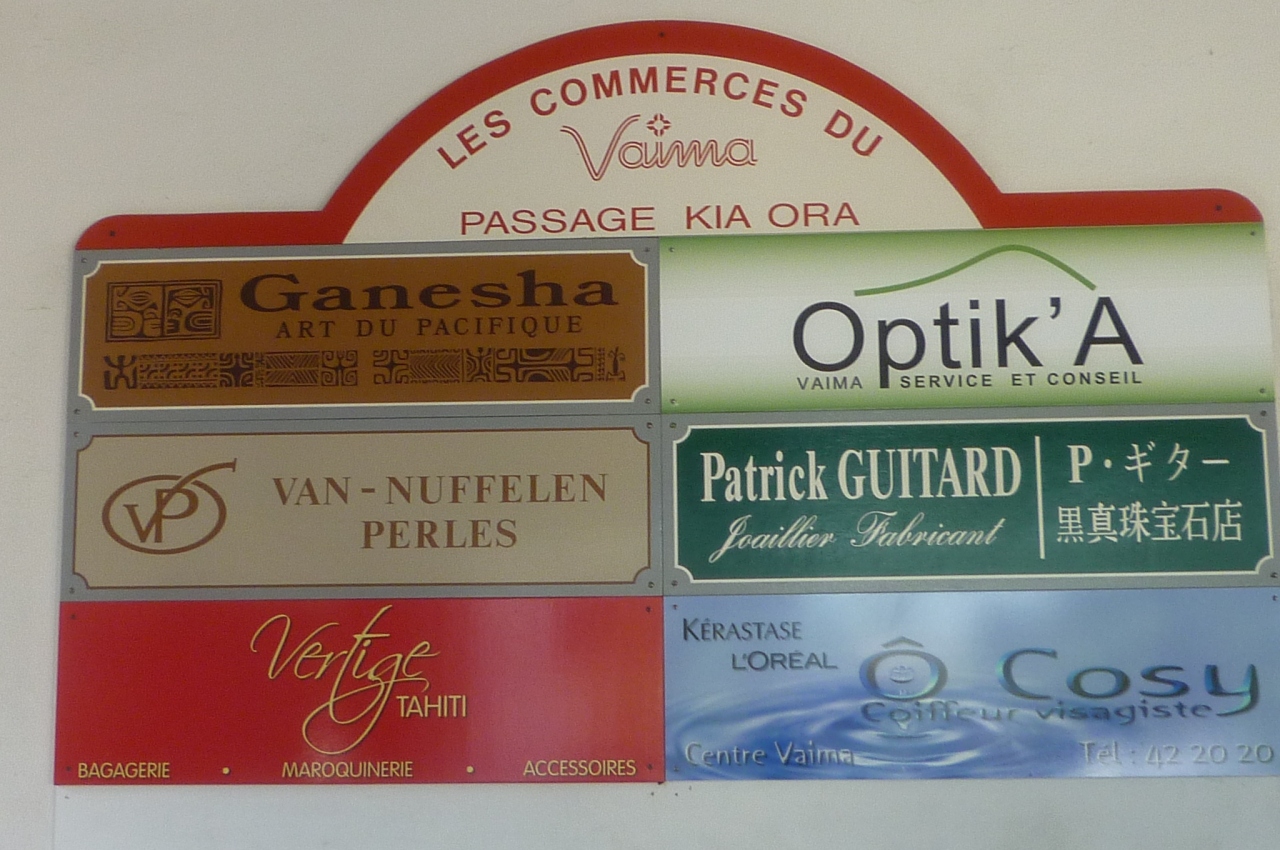 LES COMMERCES DU
Vaima
PASSAGE KIA ORA
Ganesha
ART DU PACIFIQUE
Optik'A
VAIMA SERVICE ET CONSEIL
VP
VAN-NUFFELEN
PERLES
Patrick GUITARD
Joaillier Fabricant
P・ギター
黒真珠宝石店
Vertige
TAHITI
BAGAGERIE • MAROQUINERIE • ACCESSOIRES
KÉRASTASE
L'ORÉAL
Ô Cosy
Coiffeur visagiste
Centre Vaima
Tél : 42 20 20